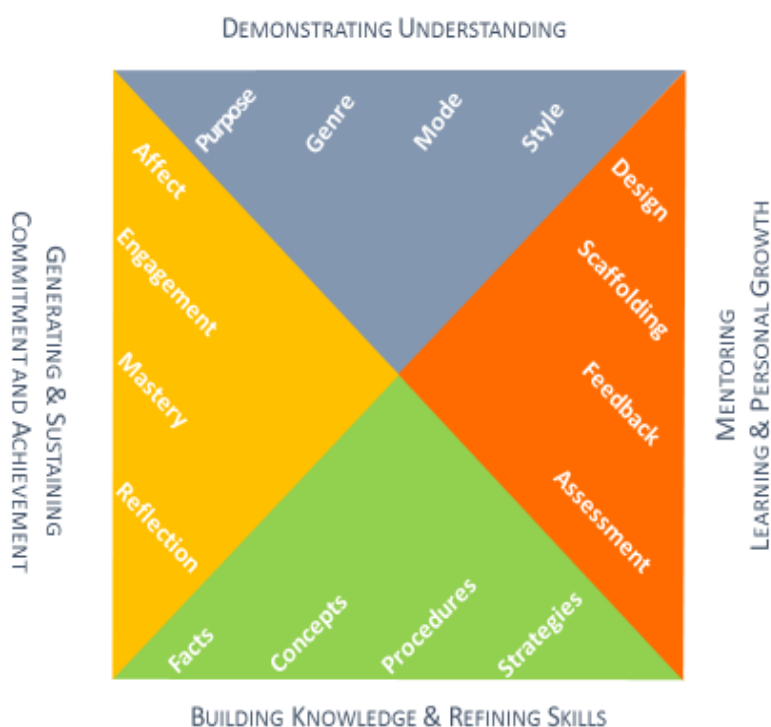 DEMONSTRATING UNDERSTANDING
Purpose
Genre
Mode
Style
GENERATING & SUSTAINING
COMMITMENT AND ACHIEVEMENT
Affect
Engagement
Mastery
Reflection
Design
Scaffolding
Feedback
Assessment
MENTORING
LEARNING & PERSONAL GROWTH
Facts
Concepts
Procedures
Strategies
BUILDING KNOWLEDGE & REFINING SKILLS